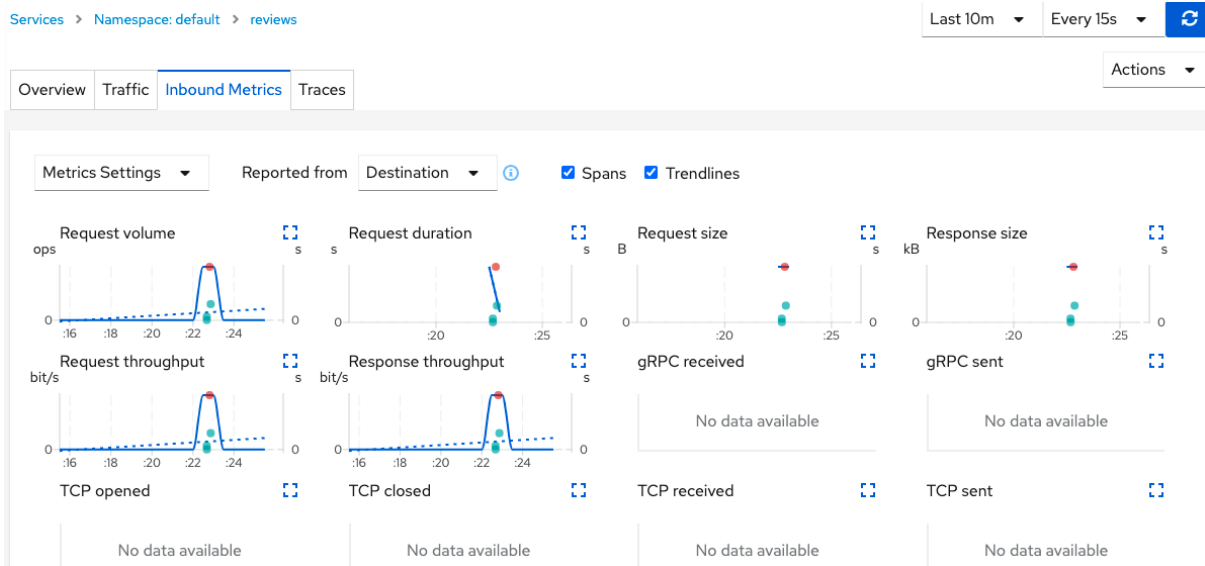 Services > Namespace: default > reviews
Last 10m
Every 15s
Actions
Overview
Traffic
Inbound Metrics
Traces
Metrics Settings
Reported from
Destination
Spans
Trendlines
Request volume
ops
s
0
0
:16 :18 :20 :22 :24
Request duration
s
s
0
0
:20 :25
Request size
B
s
0
0
:20 :25
Response size
kB
s
0
0
:20 :25
Request throughput
bit/s
s
0
0
:16 :18 :20 :22 :24
Response throughput
bit/s
s
0
0
:16 :18 :20 :22 :24
gRPC received
No data available
gRPC sent
No data available
TCP opened
No data available
TCP closed
No data available
TCP received
No data available
TCP sent
No data available